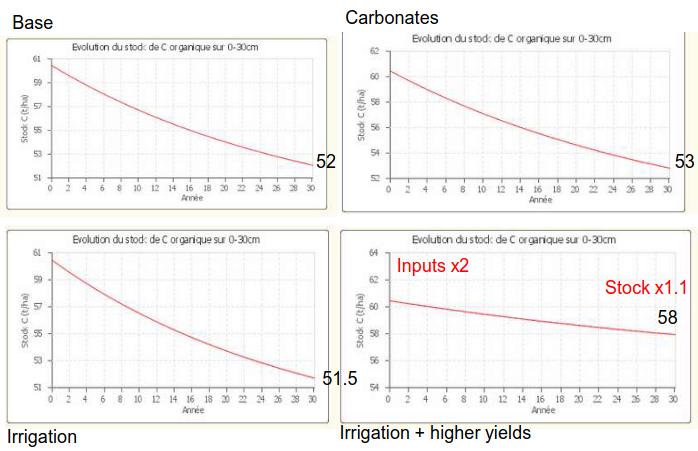 Base
Evolution du stock de C organique sur 0-30cm
Stock C (t/ha)
61
59
57
55
53
51
0 2 4 6 8 10 12 14 16 18 20 22 24 26 28 30
Année
52
Carbonates
Evolution du stock de C organique sur 0-30cm
Stock C (t/ha)
62
60
58
56
54
52
0 2 4 6 8 10 12 14 16 18 20 22 24 26 28 30
Année
53
Evolution du stock de C organique sur 0-30cm
Stock C (t/ha)
61
59
57
55
53
51
0 2 4 6 8 10 12 14 16 18 20 22 24 26 28 30
Année
51.5
Irrigation
Evolution du stock de C organique sur 0-30cm
Stock C (t/ha)
64
62
60
58
56
54
Inputs x2
Stock x1.1
58
0 2 4 6 8 10 12 14 16 18 20 22 24 26 28 30
Année
Irrigation + higher yields